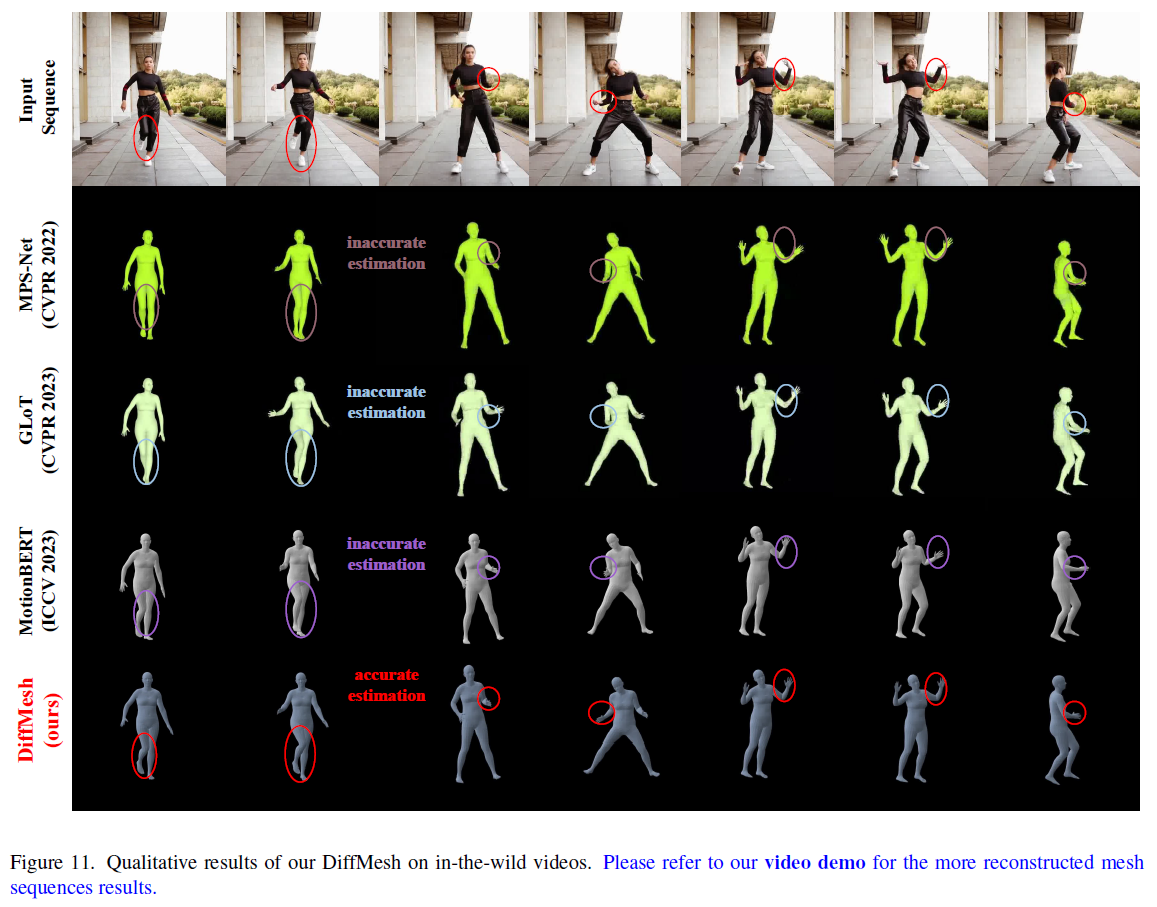 Input
Sequence
MPS-Net
(CVPR 2022)
inaccurate
estimation
GLoT
(CVPR 2023)
inaccurate
estimation
MotionBERT
(ICCV 2023)
inaccurate
estimation
DiffMesh
(ours)
accurate
estimation
Figure 11. Qualitative results of our DiffMesh on in-the-wild videos. Please refer to our video demo for the more reconstructed mesh
sequences results.